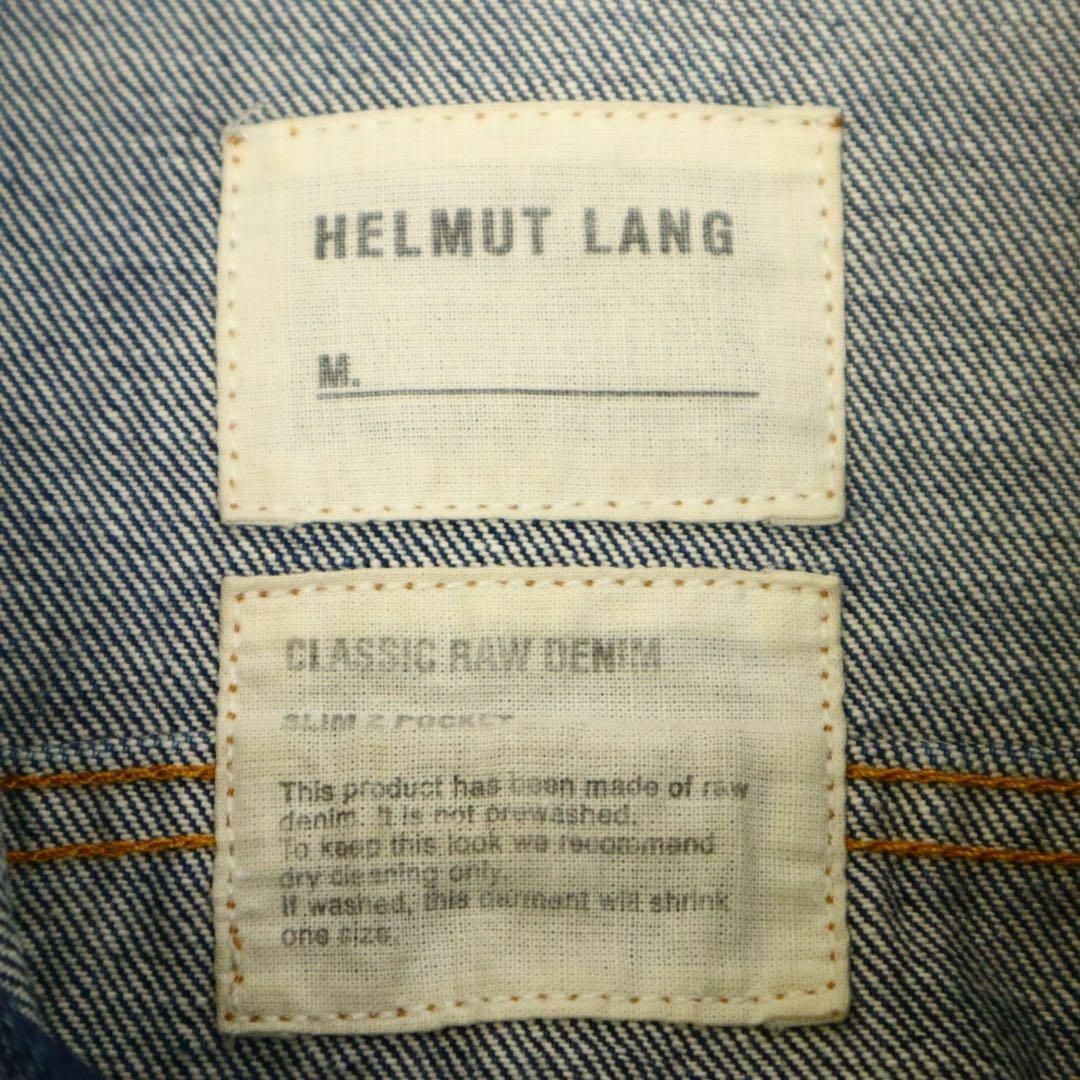 HELMUT LANG
M.
CLASSIC RAW DENIM
SLIM 2 POCKET
This product has been made of raw
denim. It is not prewashed.
To keep this look we recommend
dry cleaning only.
If washed, this garment will shrink
one size.